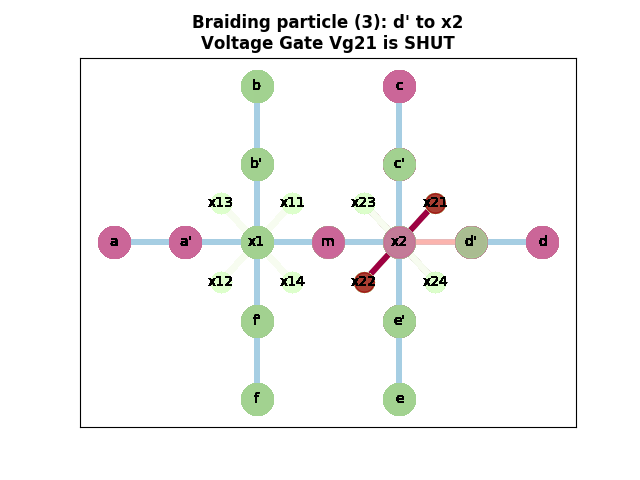 Braiding particle (3): d' to x2
Voltage Gate Vg21 is SHUT
b c
b' c'
x13 x11 x23 x21
a a' x1 m x2 d' d
x12 x14 x22 x24
f' e'
f e